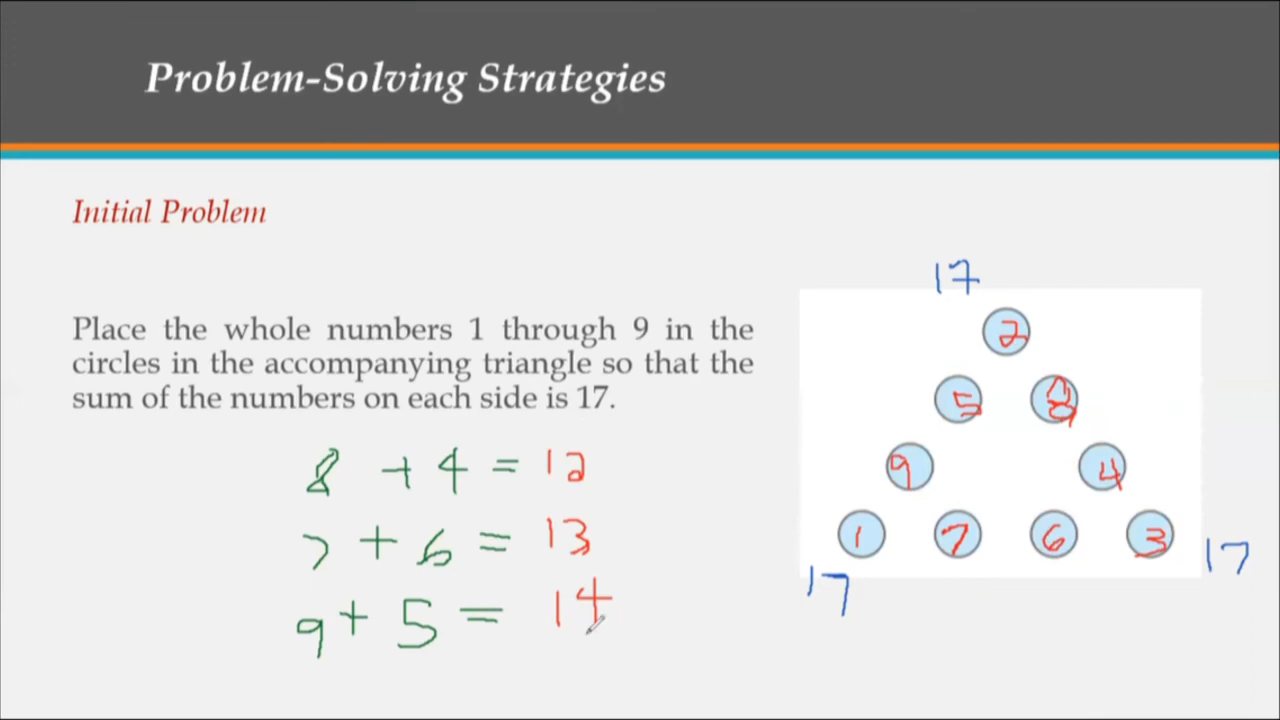 Problem-Solving Strategies
Initial Problem
Place the whole numbers 1 through 9 in the
circles in the accompanying triangle so that the
sum of the numbers on each side is 17.
8 + 4 = 12
7 + 6 = 13
9 + 5 = 14
17
2
5 8
9 4
1 7 6 3
17 17